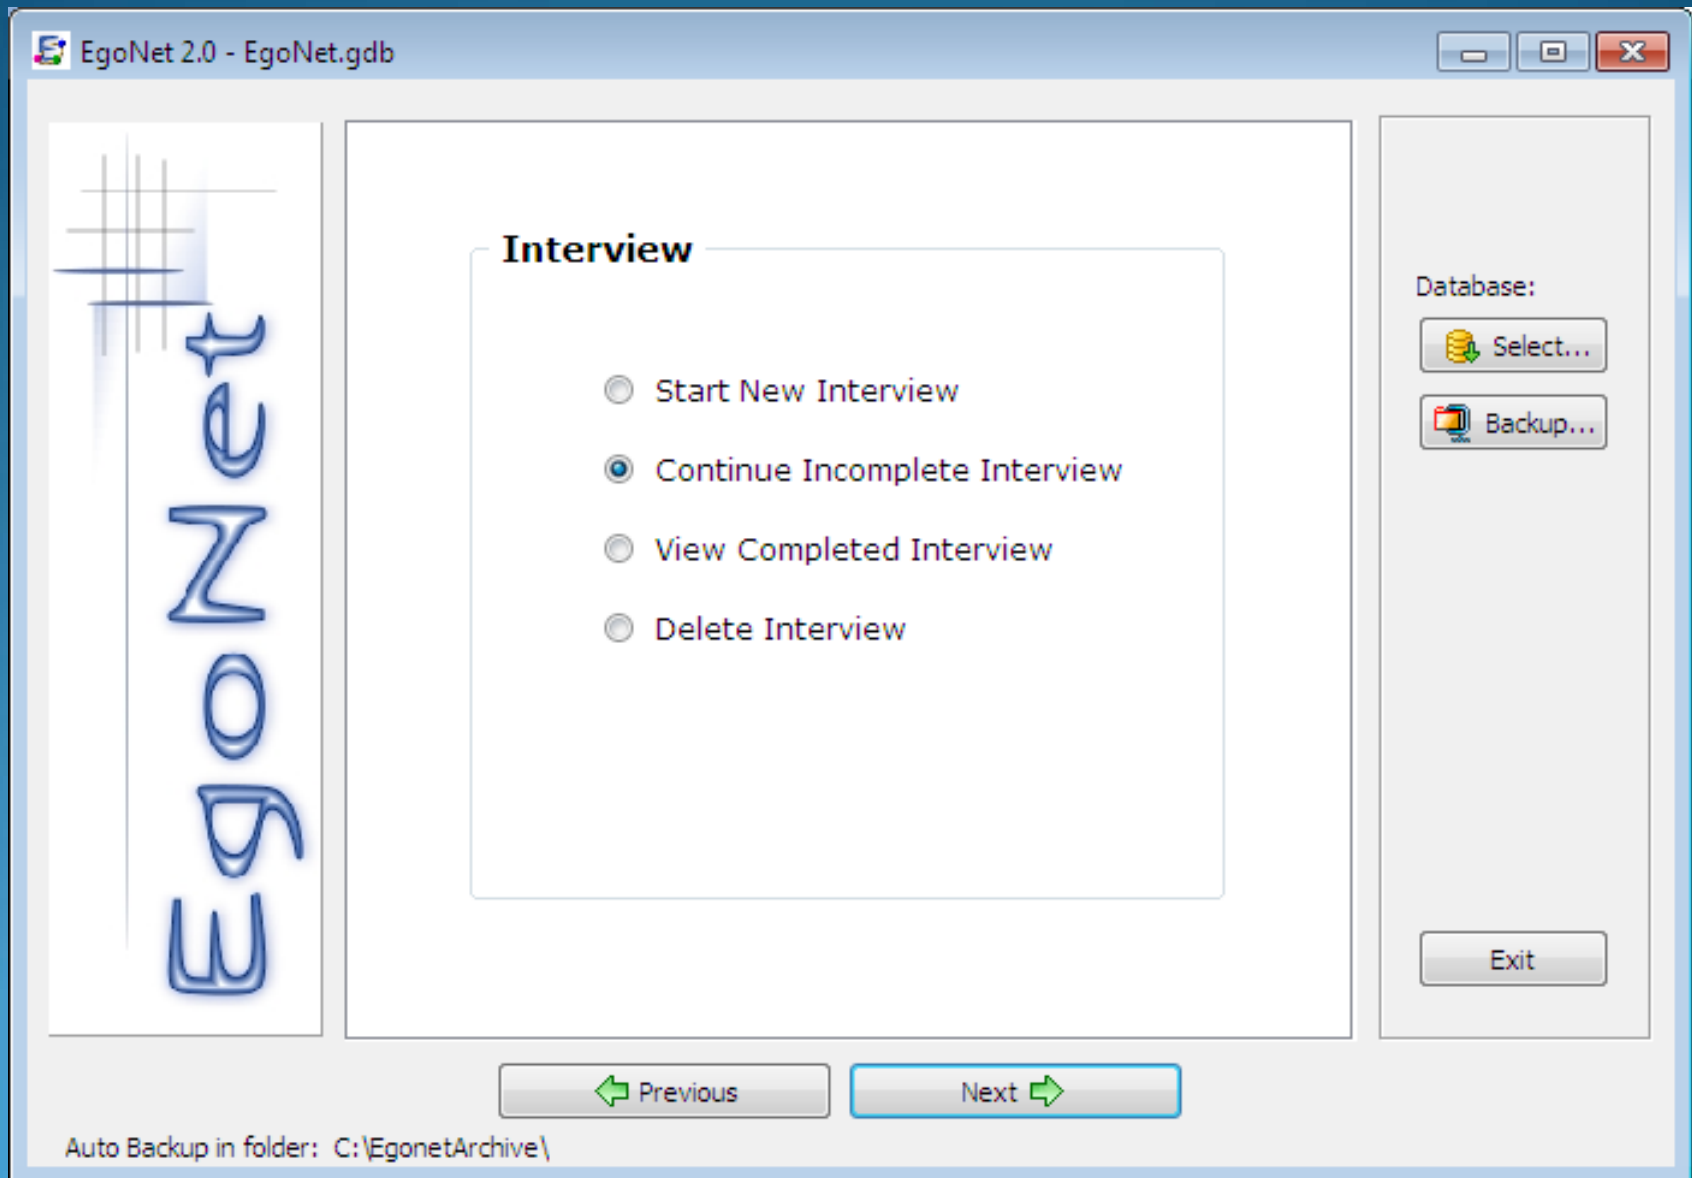 EgoNet 2.0 - EgoNet.gdb
EgoNet
Interview
Start New Interview
Continue Incomplete Interview
View Completed Interview
Delete Interview
Database:
Select...
Backup...
Exit
Previous
Next
Auto Backup in folder: C:\EgonetArchive\